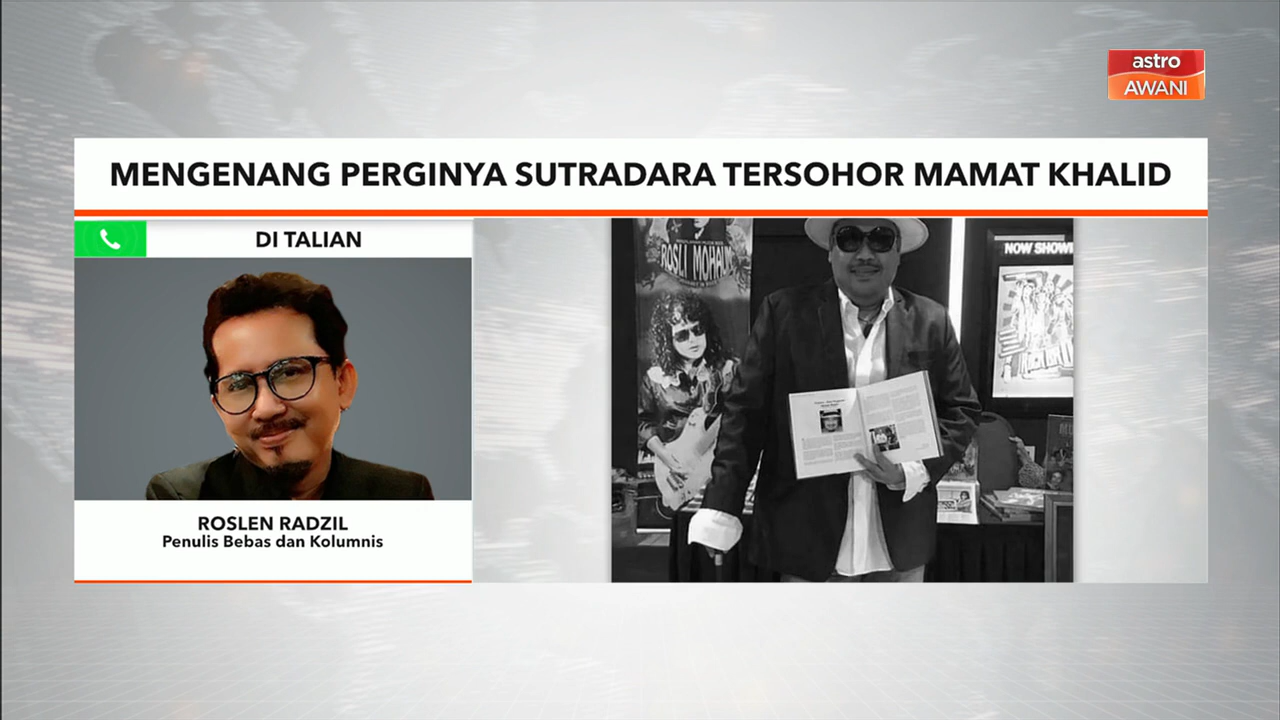 astro
AWANI
MENGENANG PERGINYA SUTRADARA TERSOHOR MAMAT KHALID
DI TALIAN
ROSLEN RADZIL
Penulis Bebas dan Kolumnis
ROSLI MOHALIM
NOW SHOWI